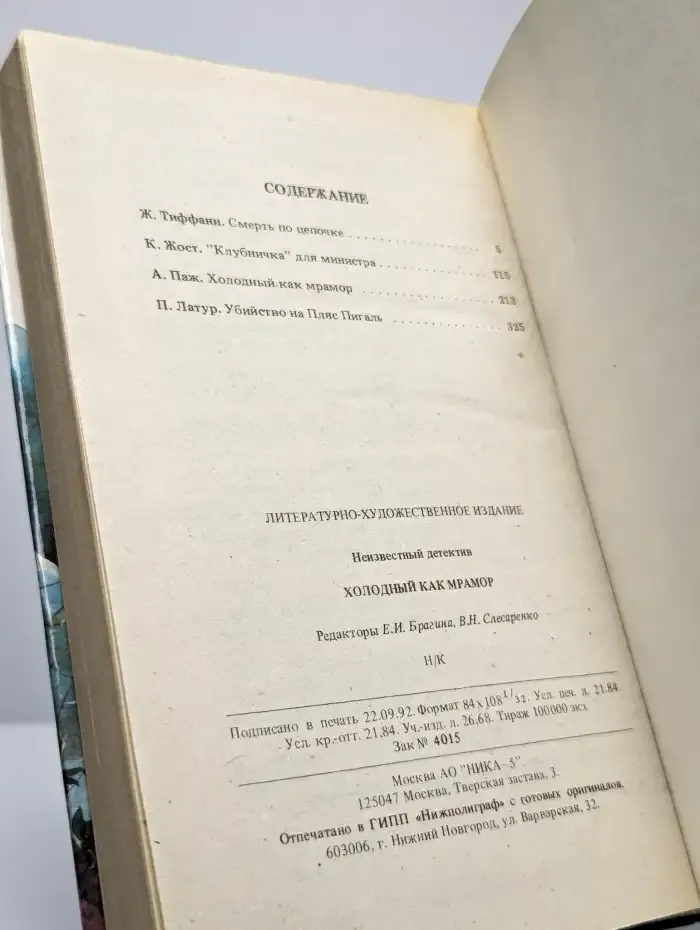 СОДЕРЖАНИЕ
Ж. Тиффани. Смерть по цепочке . . . . . . . . . . . . . . . . . . 5
К. Жост. "Клубничка" для министра . . . . . . . . . . . . . . . 115
А. Паж. Холодный как мрамор . . . . . . . . . . . . . . . . . . 213
П. Латур. Убийство на Пляс Пигаль . . . . . . . . . . . . . . . 325
ЛИТЕРАТУРНО-ХУДОЖЕСТВЕННОЕ ИЗДАНИЕ
Неизвестный детектив
ХОЛОДНЫЙ КАК МРАМОР
Редакторы Е.И. Брагина, В.Н. Слесаренко
Н/К
Подписано в печать 22.09.92. Формат 84х108 1/32. Усл. печ. л. 21.84.
Усл. кр.-отт. 21,84. Уч.-изд. л. 26,68. Тираж 100000 экз.
Зак № 4015
Москва АО "НИКА-5"
125047 Москва, Тверская застава, 3.
Отпечатано в ГИПП «Нижполиграф» с готовых оригиналов,
603006, г. Нижний Новгород, ул. Варварская, 32.